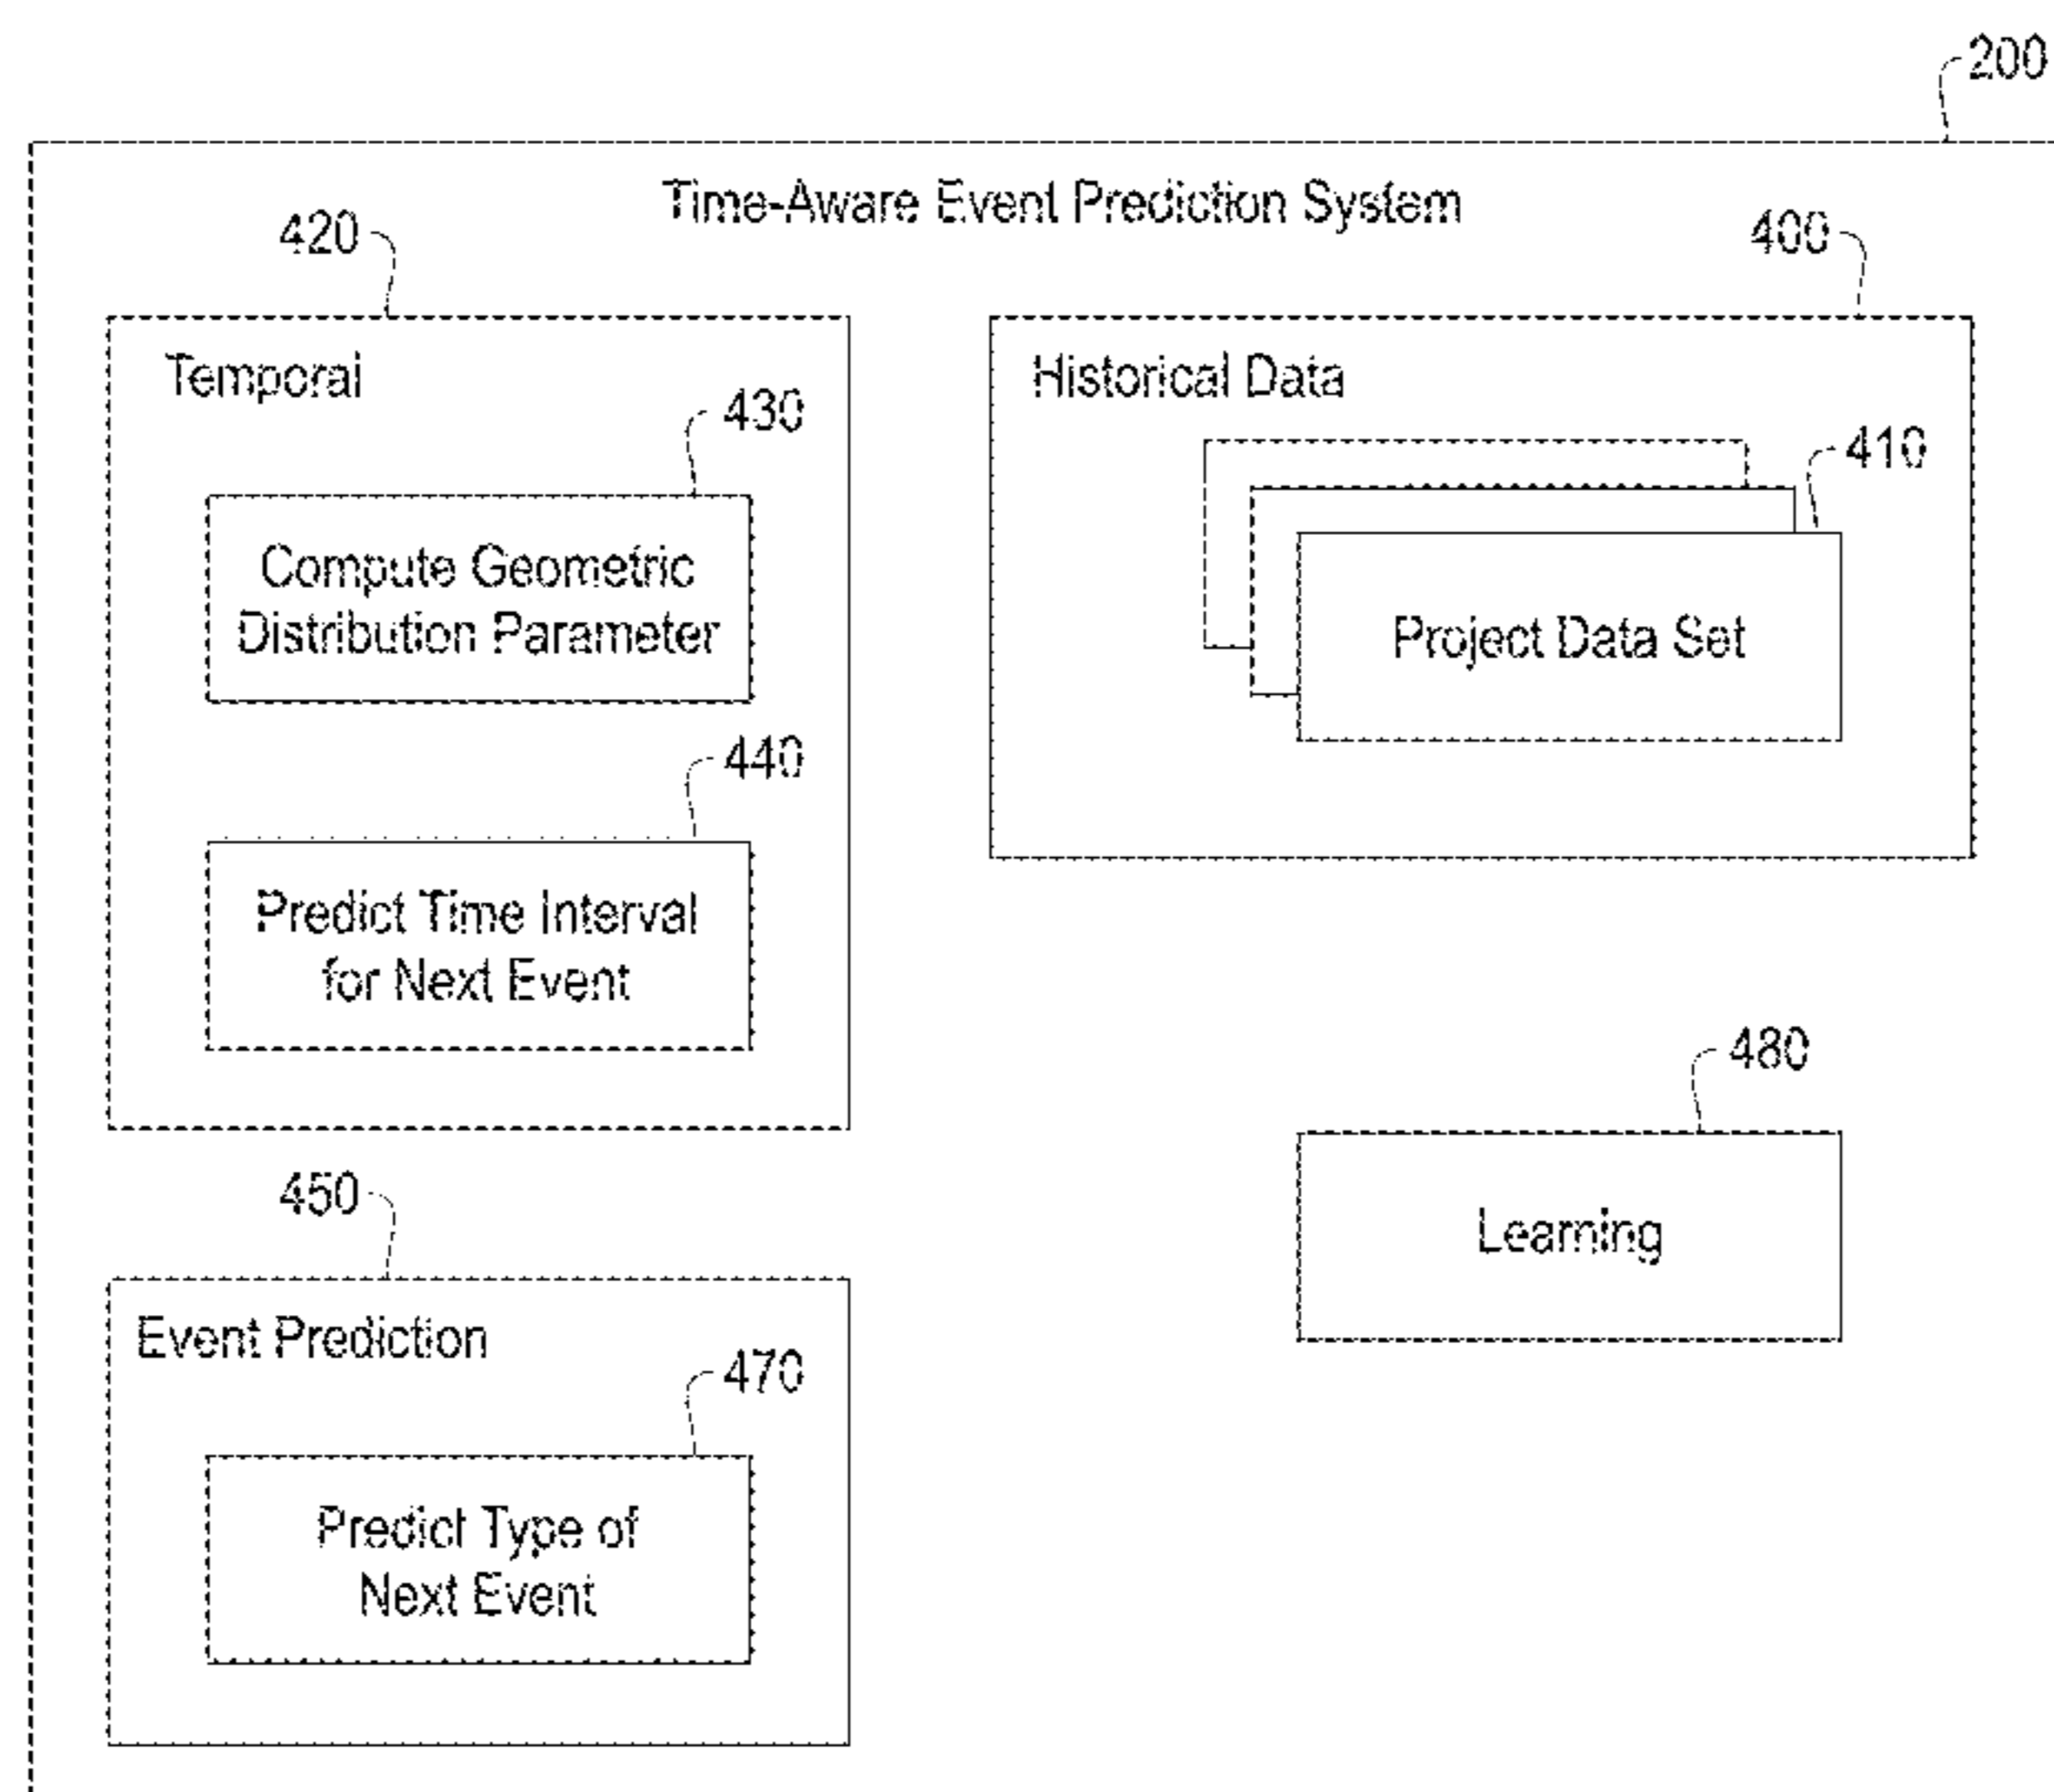 200
Time-Aware Event Prediction System
420
400
Temporal
Historical Data
430
410
Compute Geometric
Distribution Parameter
Project Data Set
440
Predict Time Interval
for Next Event
480
Learning
450
Event Prediction
470
Predict Type of
Next Event